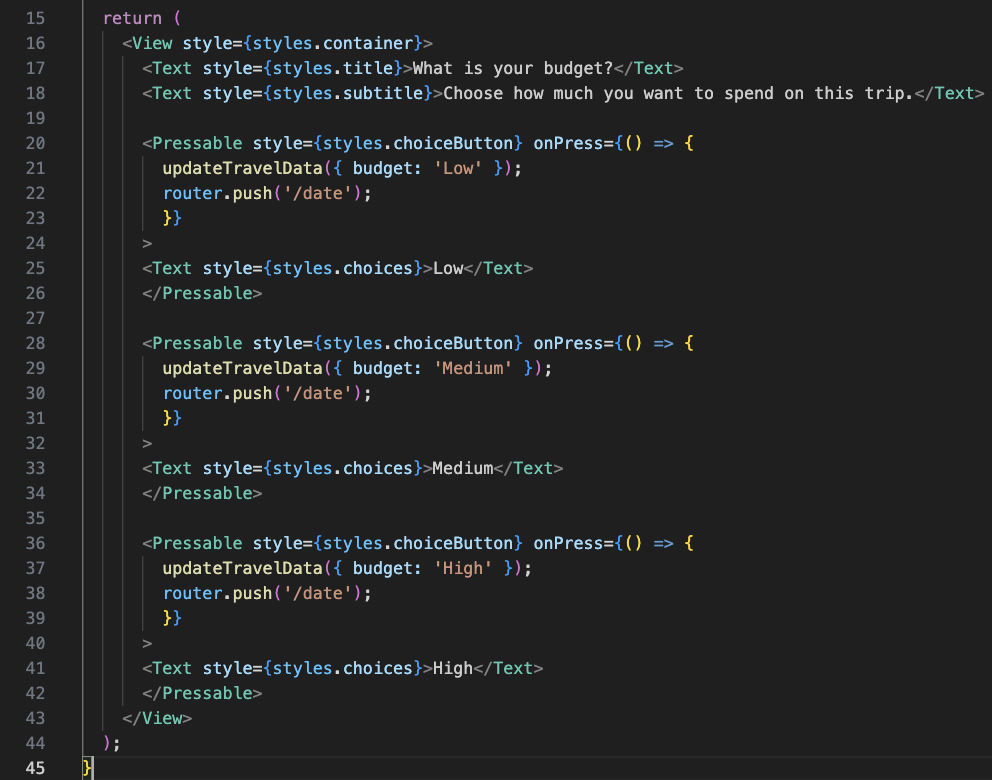 15 return (
16 <View style={styles.container}>
17 <Text style={styles.title}>What is your budget?</Text>
18 <Text style={styles.subtitle}>Choose how much you want to spend on this trip.</Text>
19
20 <Pressable style={styles.choiceButton} onPress={() => {
21 updateTravelData({ budget: 'Low' });
22 router.push('/date');
23 }}
24 >
25 <Text style={styles.choices}>Low</Text>
26 </Pressable>
27
28 <Pressable style={styles.choiceButton} onPress={() => {
29 updateTravelData({ budget: 'Medium' });
30 router.push('/date');
31 }}
32 >
33 <Text style={styles.choices}>Medium</Text>
34 </Pressable>
35
36 <Pressable style={styles.choiceButton} onPress={() => {
37 updateTravelData({ budget: 'High' });
38 router.push('/date');
39 }}
40 >
41 <Text style={styles.choices}>High</Text>
42 </Pressable>
43 </View>
44 );
45 }